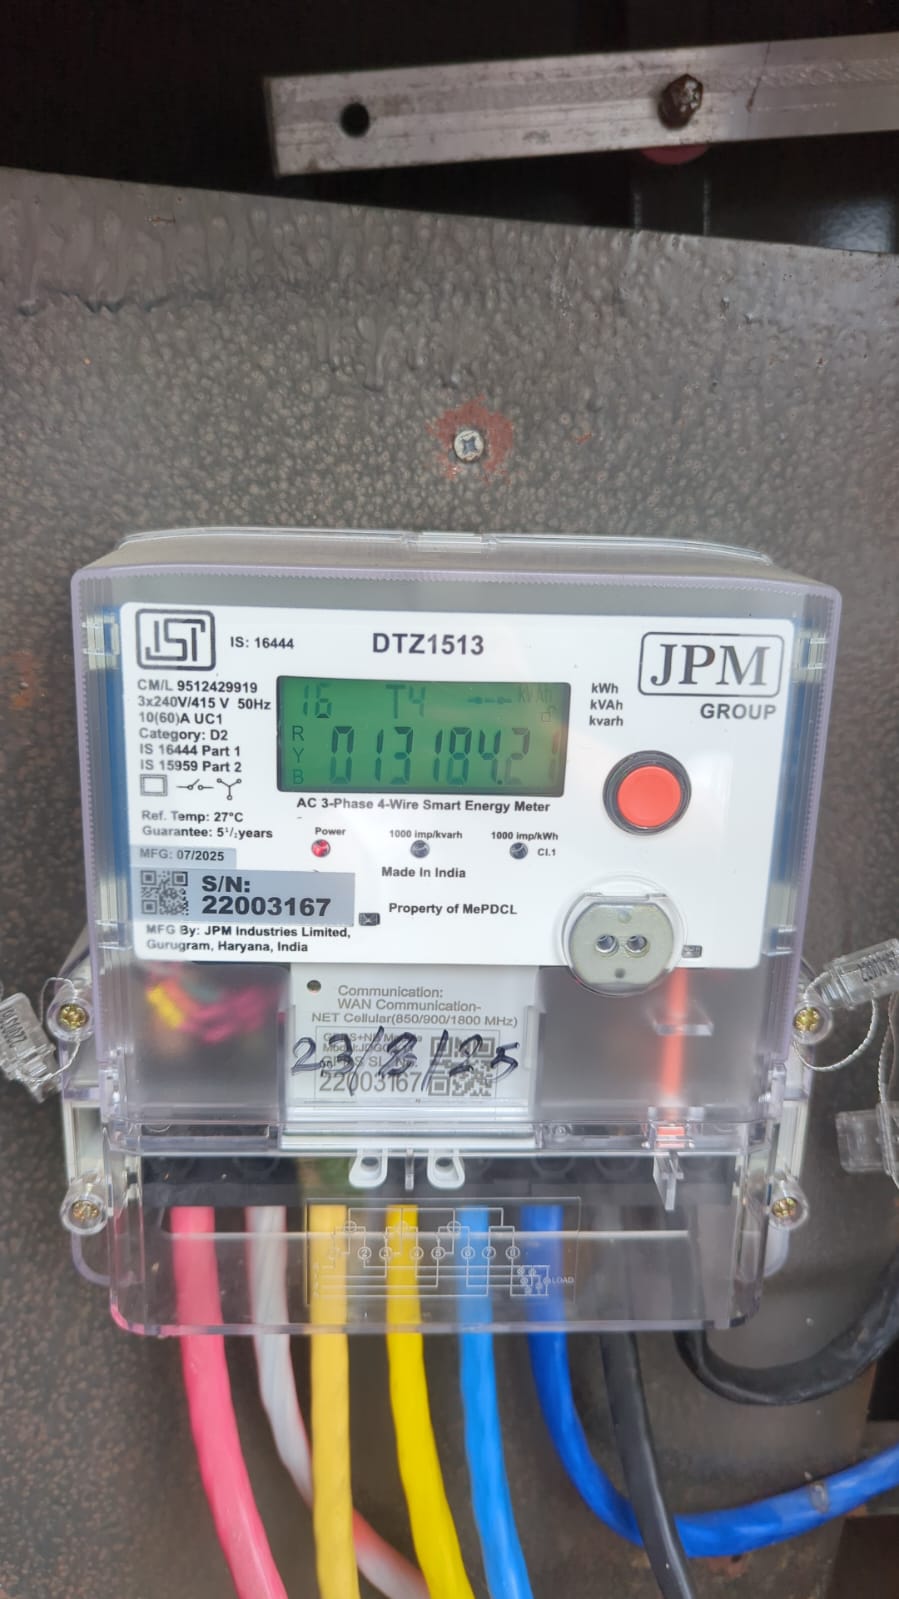 IS: 16444
DTZ1513
JPM
GROUP
CM/L 9512429919
3x240V/415 V 50Hz
10(60)A UC1
Category: D2
IS 16444 Part 1
IS 15959 Part 2
16 T4 kVAh
R
Y
B
013184.21
kWh
kVAh
kvarh
AC 3-Phase 4-Wire Smart Energy Meter
Ref. Temp: 27°C
Guarantee: 5¹/₂years
Power
1000 imp/kvarh
1000 imp/kWh
Cl.1
MFG: 07/2025
Made In India
S/N:
22003167
Property of MePDCL
MFG By: JPM Industries Limited,
Gurugram, Haryana, India
Communication:
WAN Communication-
NET Cellular(850/900/1800 MHz)
22003167
LOAD